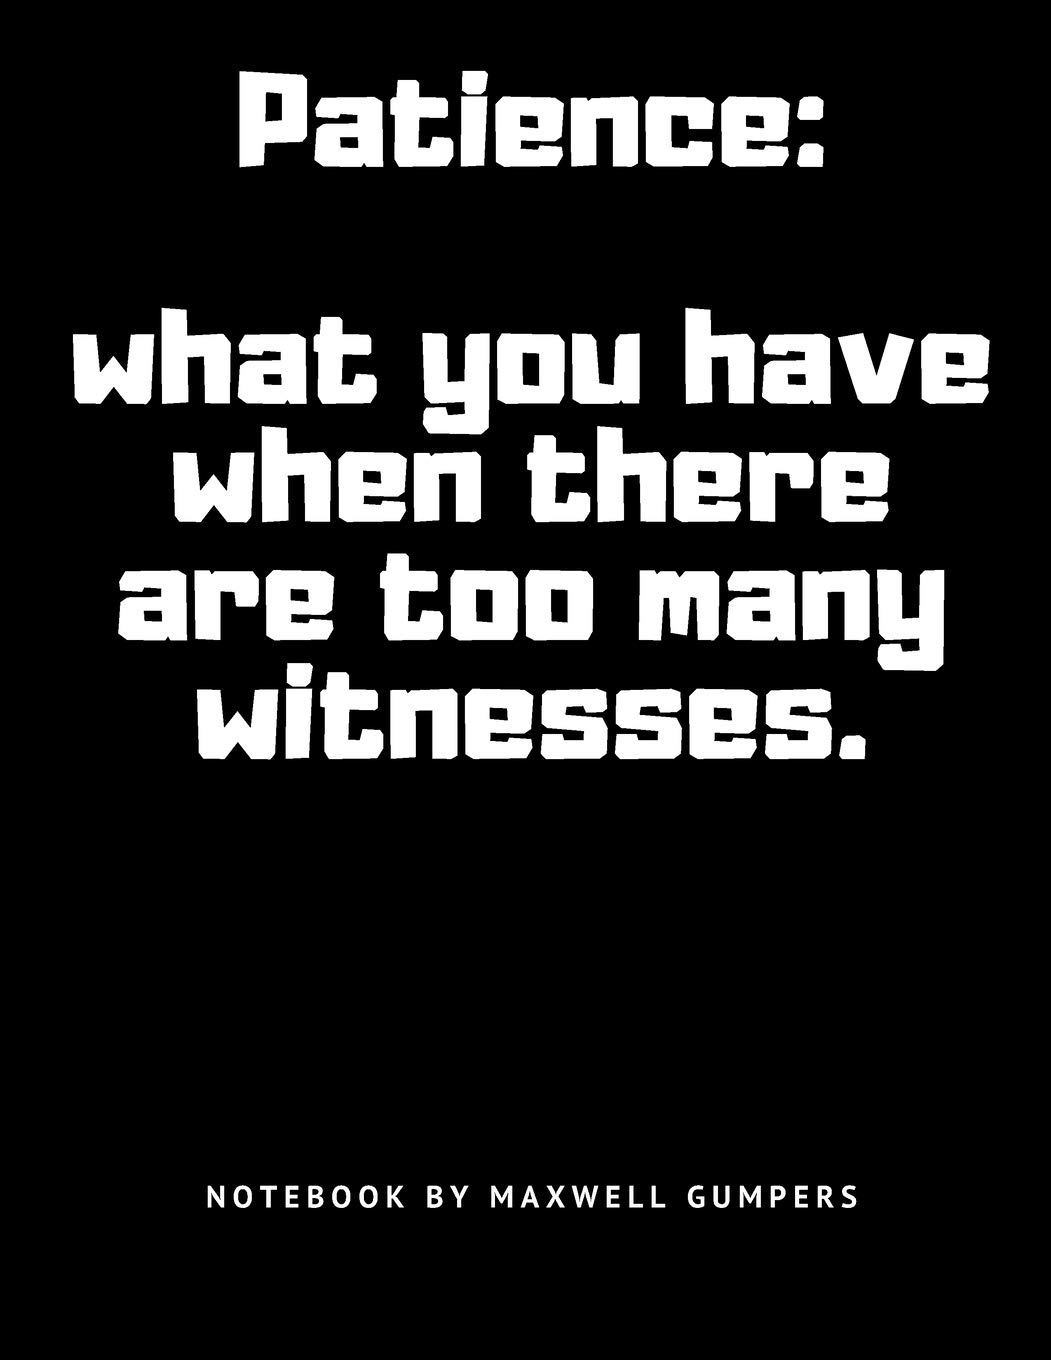 Patience:
what you have
when there
are too many
witnesses.
NOTEBOOK BY MAXWELL GUMPERS